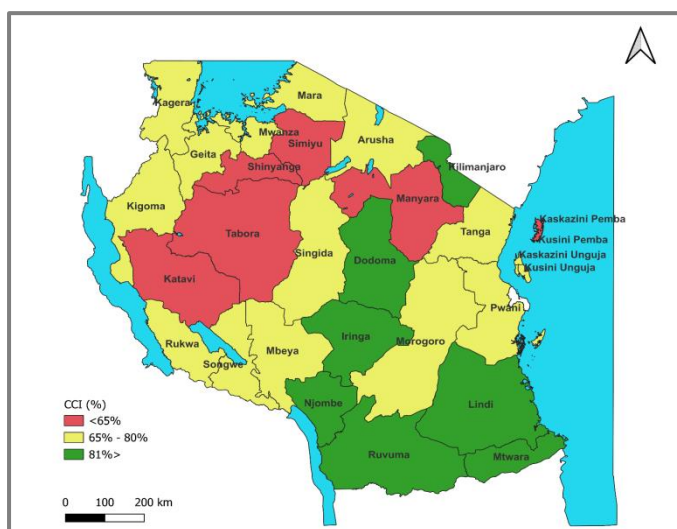 Kagera
Mara
Mwanza
Simiyu
Arusha
Geita
Shinyanga
Kilimanjaro
Kigoma
Manyara
Tabora
Tanga
Kaskazini Pemba
Kusini Pemba
Singida
Dodoma
Kaskazini Unguja
Kusini Unguja
Katavi
Pwani
Iringa
Morogoro
Rukwa
Mbeya
Songwe
Njombe
Lindi
Ruvuma
Mtwara
CCI (%)
<65%
65% - 80%
81%>
0 100 200 km